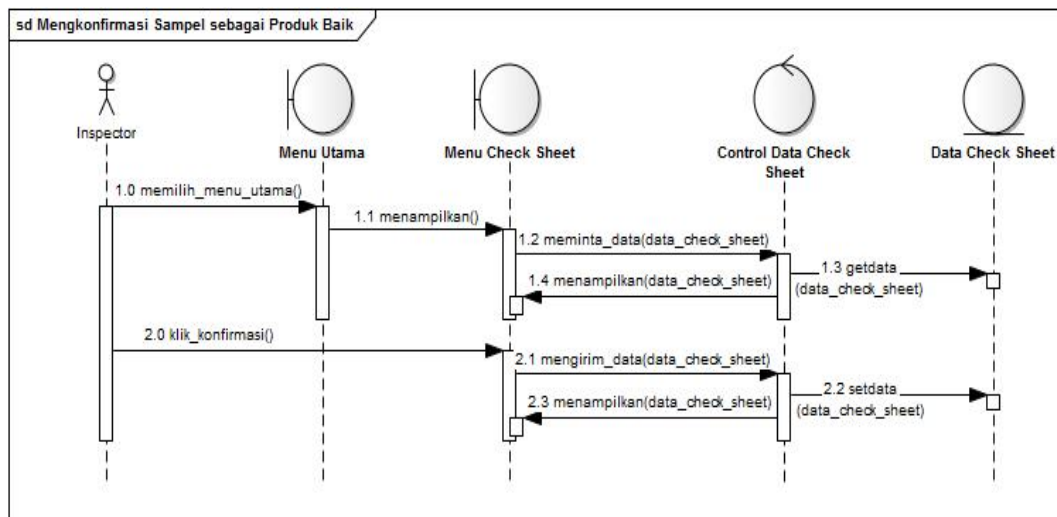 sd Mengkonfirmasi Sampel sebagai Produk Baik
Inspector
Menu Utama
Menu Check Sheet
Control Data Check
Sheet
Data Check Sheet
1.0 memilih_menu_utama()
1.1 menampilkan()
1.2 meminta_data(data_check_sheet)
1.3 getdata
(data_check_sheet)
1.4 menampilkan(data_check_sheet)
2.0 klik_konfirmasi()
2.1 mengirim_data(data_check_sheet)
2.2 setdata
(data_check_sheet)
2.3 menampilkan(data_check_sheet)